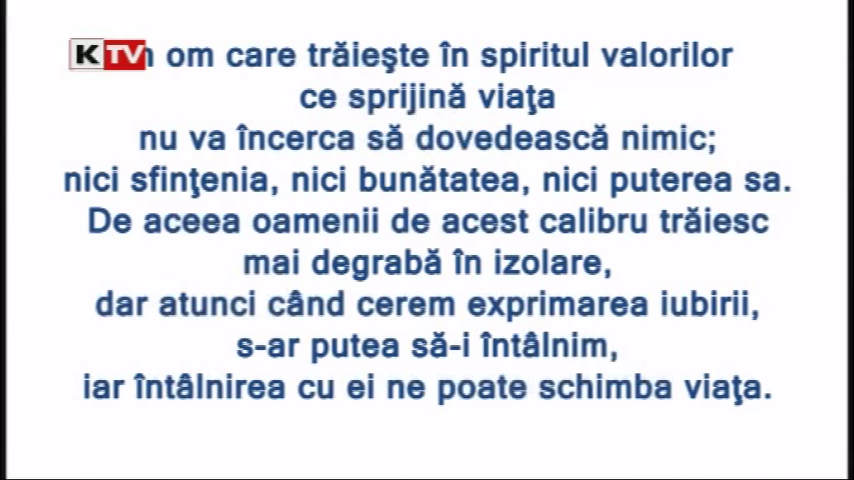 KTV
om care trăieşte în spiritul valorilor
ce sprijină viaţa
nu va încerca să dovedească nimic;
nici sfinţenia, nici bunătatea, nici puterea sa.
De aceea oamenii de acest calibru trăiesc
mai degrabă în izolare,
dar atunci când cerem exprimarea iubirii,
s-ar putea să-i întâlnim,
iar întâlnirea cu ei ne poate schimba viaţa.